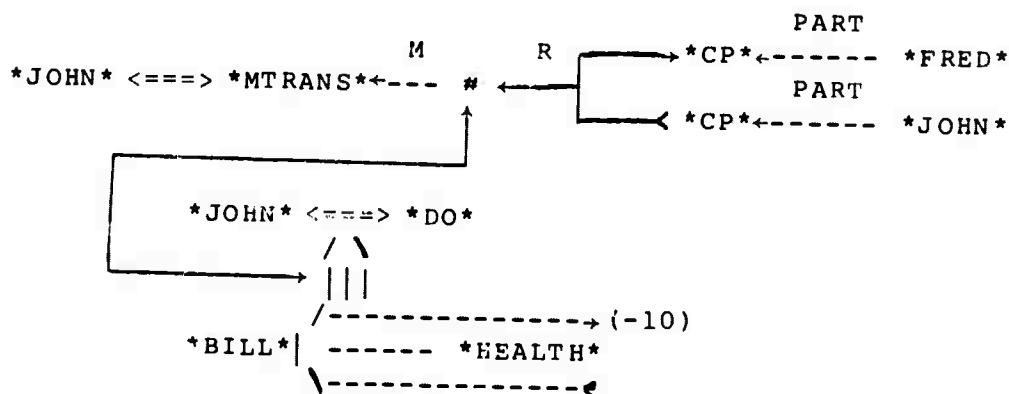 PART
M R *CP*←------ *FRED*
*JOHN* <===> *MTRANS*←--- # PART
*CP*←------ *JOHN*
*JOHN* <===> *DO*
(-10)
*BILL* ------ *HEALTH*